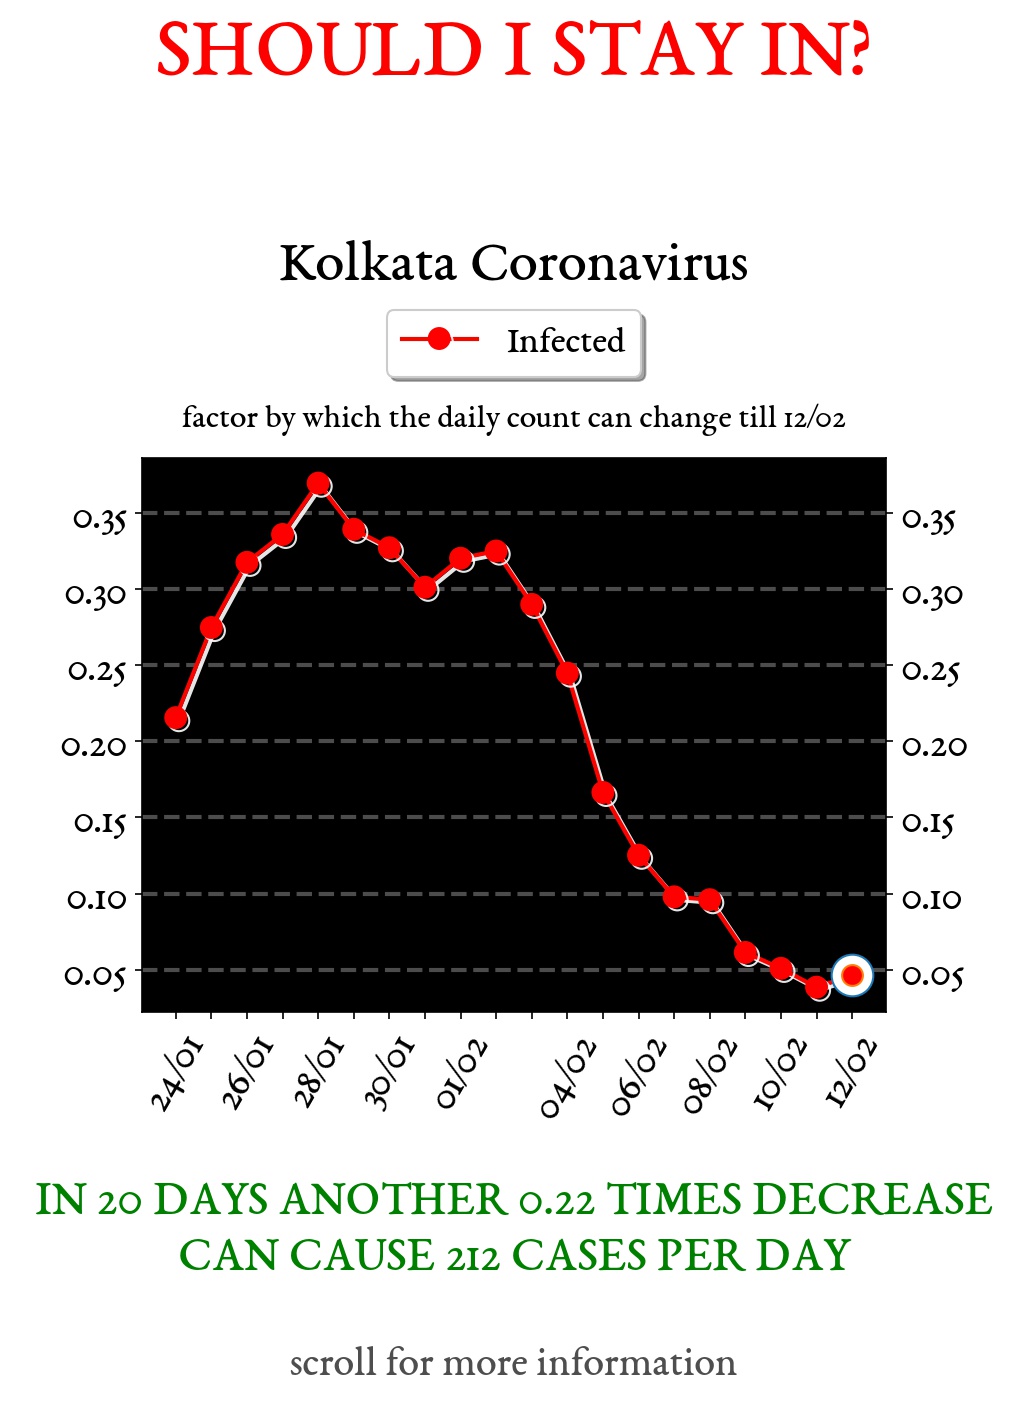 SHOULD I STAY IN?
Kolkata Coronavirus
Infected
factor by which the daily count can change till 12/02
0.35 0.35
0.30 0.30
0.25 0.25
0.20 0.20
0.15 0.15
0.10 0.10
0.05 0.05
24/01 26/01 28/01 30/01 01/02 04/02 06/02 08/02 10/02 12/02
IN 20 DAYS ANOTHER 0.22 TIMES DECREASE
CAN CAUSE 212 CASES PER DAY
scroll for more information